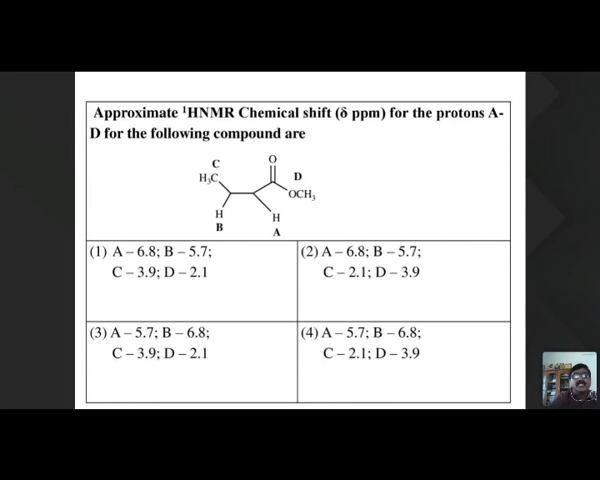 Approximate ¹HNMR Chemical shift (δ ppm) for the protons A-
D for the following compound are
C
O
H₃C
D
OCH₃
H
H
B
A
(1) A – 6.8; B – 5.7;
C – 3.9; D – 2.1
(2) A – 6.8; B – 5.7;
C – 2.1; D – 3.9
(3) A – 5.7; B – 6.8;
C – 3.9; D – 2.1
(4) A – 5.7; B – 6.8;
C – 2.1; D – 3.9